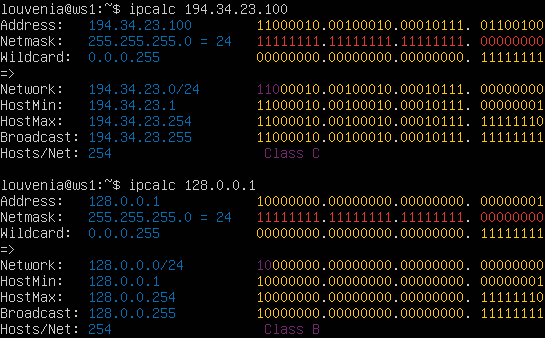 louvenia@ws1:~$ ipcalc 194.34.23.100
Address: 194.34.23.100 11000010.00100010.00010111. 01100100
Netmask: 255.255.255.0 = 24 11111111.11111111.11111111. 00000000
Wildcard: 0.0.0.255 00000000.00000000.00000000. 11111111
=>
Network: 194.34.23.0/24 11000010.00100010.00010111. 00000000
HostMin: 194.34.23.1 11000010.00100010.00010111. 00000001
HostMax: 194.34.23.254 11000010.00100010.00010111. 11111110
Broadcast: 194.34.23.255 11000010.00100010.00010111. 11111111
Hosts/Net: 254 Class C
louvenia@ws1:~$ ipcalc 128.0.0.1
Address: 128.0.0.1 10000000.00000000.00000000. 00000001
Netmask: 255.255.255.0 = 24 11111111.11111111.11111111. 00000000
Wildcard: 0.0.0.255 00000000.00000000.00000000. 11111111
=>
Network: 128.0.0.0/24 10000000.00000000.00000000. 00000000
HostMin: 128.0.0.1 10000000.00000000.00000000. 00000001
HostMax: 128.0.0.254 10000000.00000000.00000000. 11111110
Broadcast: 128.0.0.255 10000000.00000000.00000000. 11111111
Hosts/Net: 254 Class B